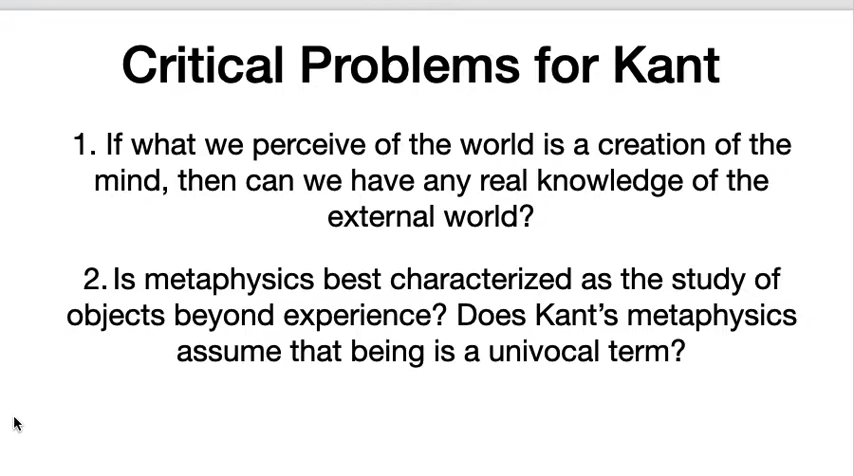 Critical Problems for Kant
1. If what we perceive of the world is a creation of the
mind, then can we have any real knowledge of the
external world?
2. Is metaphysics best characterized as the study of
objects beyond experience? Does Kant’s metaphysics
assume that being is a univocal term?